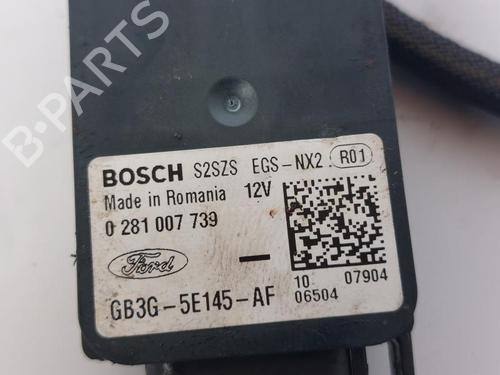 B-PARTS
BOSCH S2SZS EGS-NX2 R01
Made in Romania 12V
0 281 007 739
Ford
GB3G-5E145-AF
10 07904
06504